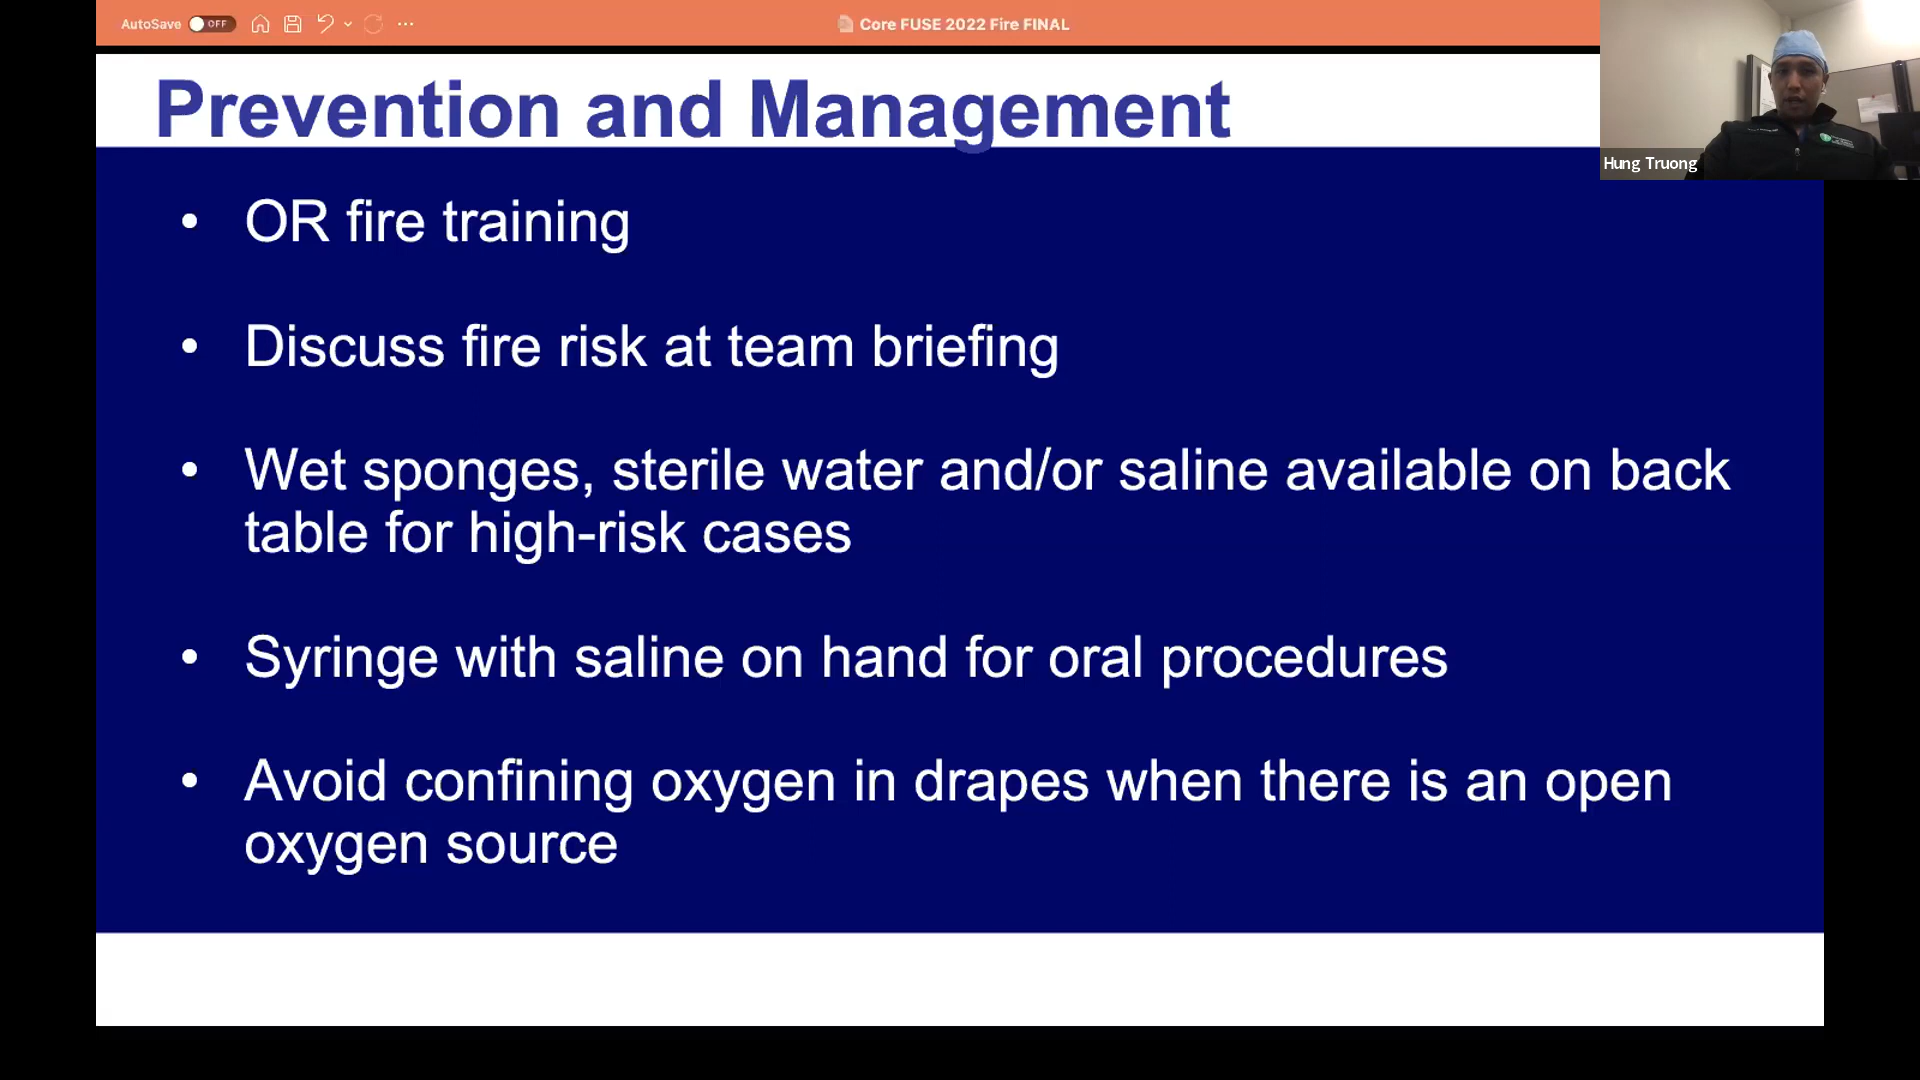 AutoSave OFF
Core FUSE 2022 Fire FINAL
Prevention and Management
Hung Truong
• OR fire training
• Discuss fire risk at team briefing
• Wet sponges, sterile water and/or saline available on back
table for high-risk cases
• Syringe with saline on hand for oral procedures
• Avoid confining oxygen in drapes when there is an open
oxygen source